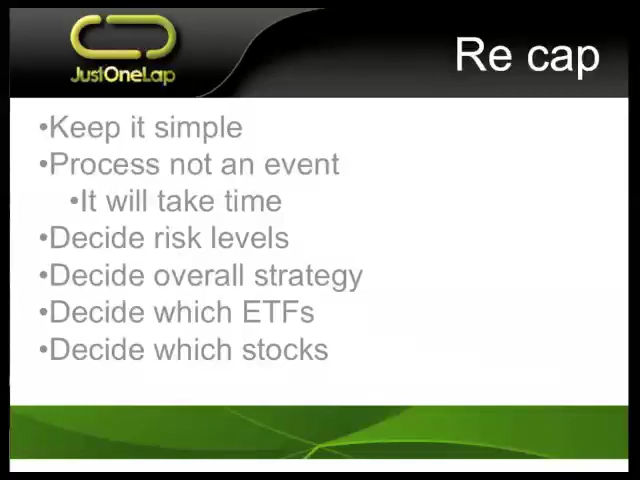 JustOneLap
Re cap
•Keep it simple
•Process not an event
•It will take time
•Decide risk levels
•Decide overall strategy
•Decide which ETFs
•Decide which stocks